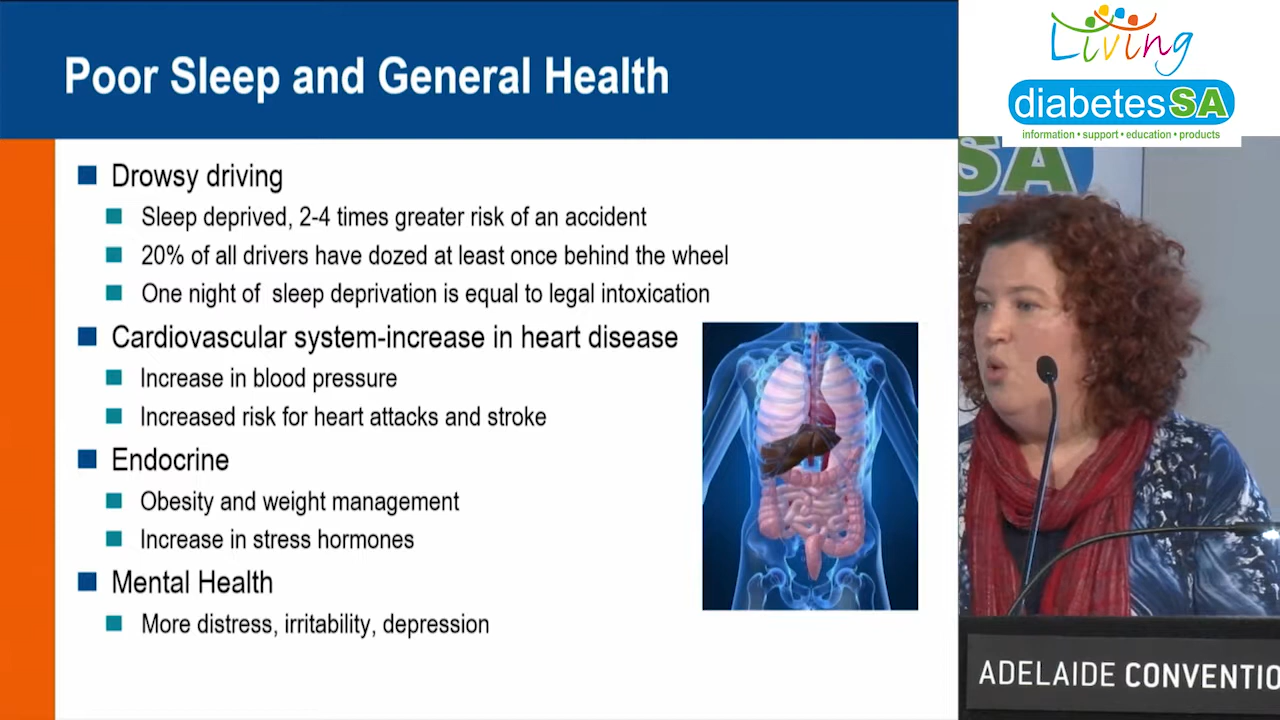 Poor Sleep and General Health
Drowsy driving
Sleep deprived, 2-4 times greater risk of an accident
20% of all drivers have dozed at least once behind the wheel
One night of sleep deprivation is equal to legal intoxication
Cardiovascular system-increase in heart disease
Increase in blood pressure
Increased risk for heart attacks and stroke
Endocrine
Obesity and weight management
Increase in stress hormones
Mental Health
More distress, irritability, depression
Living
diabetesSA
information • support • education • products
SA
ADELAIDE CONVENTIO